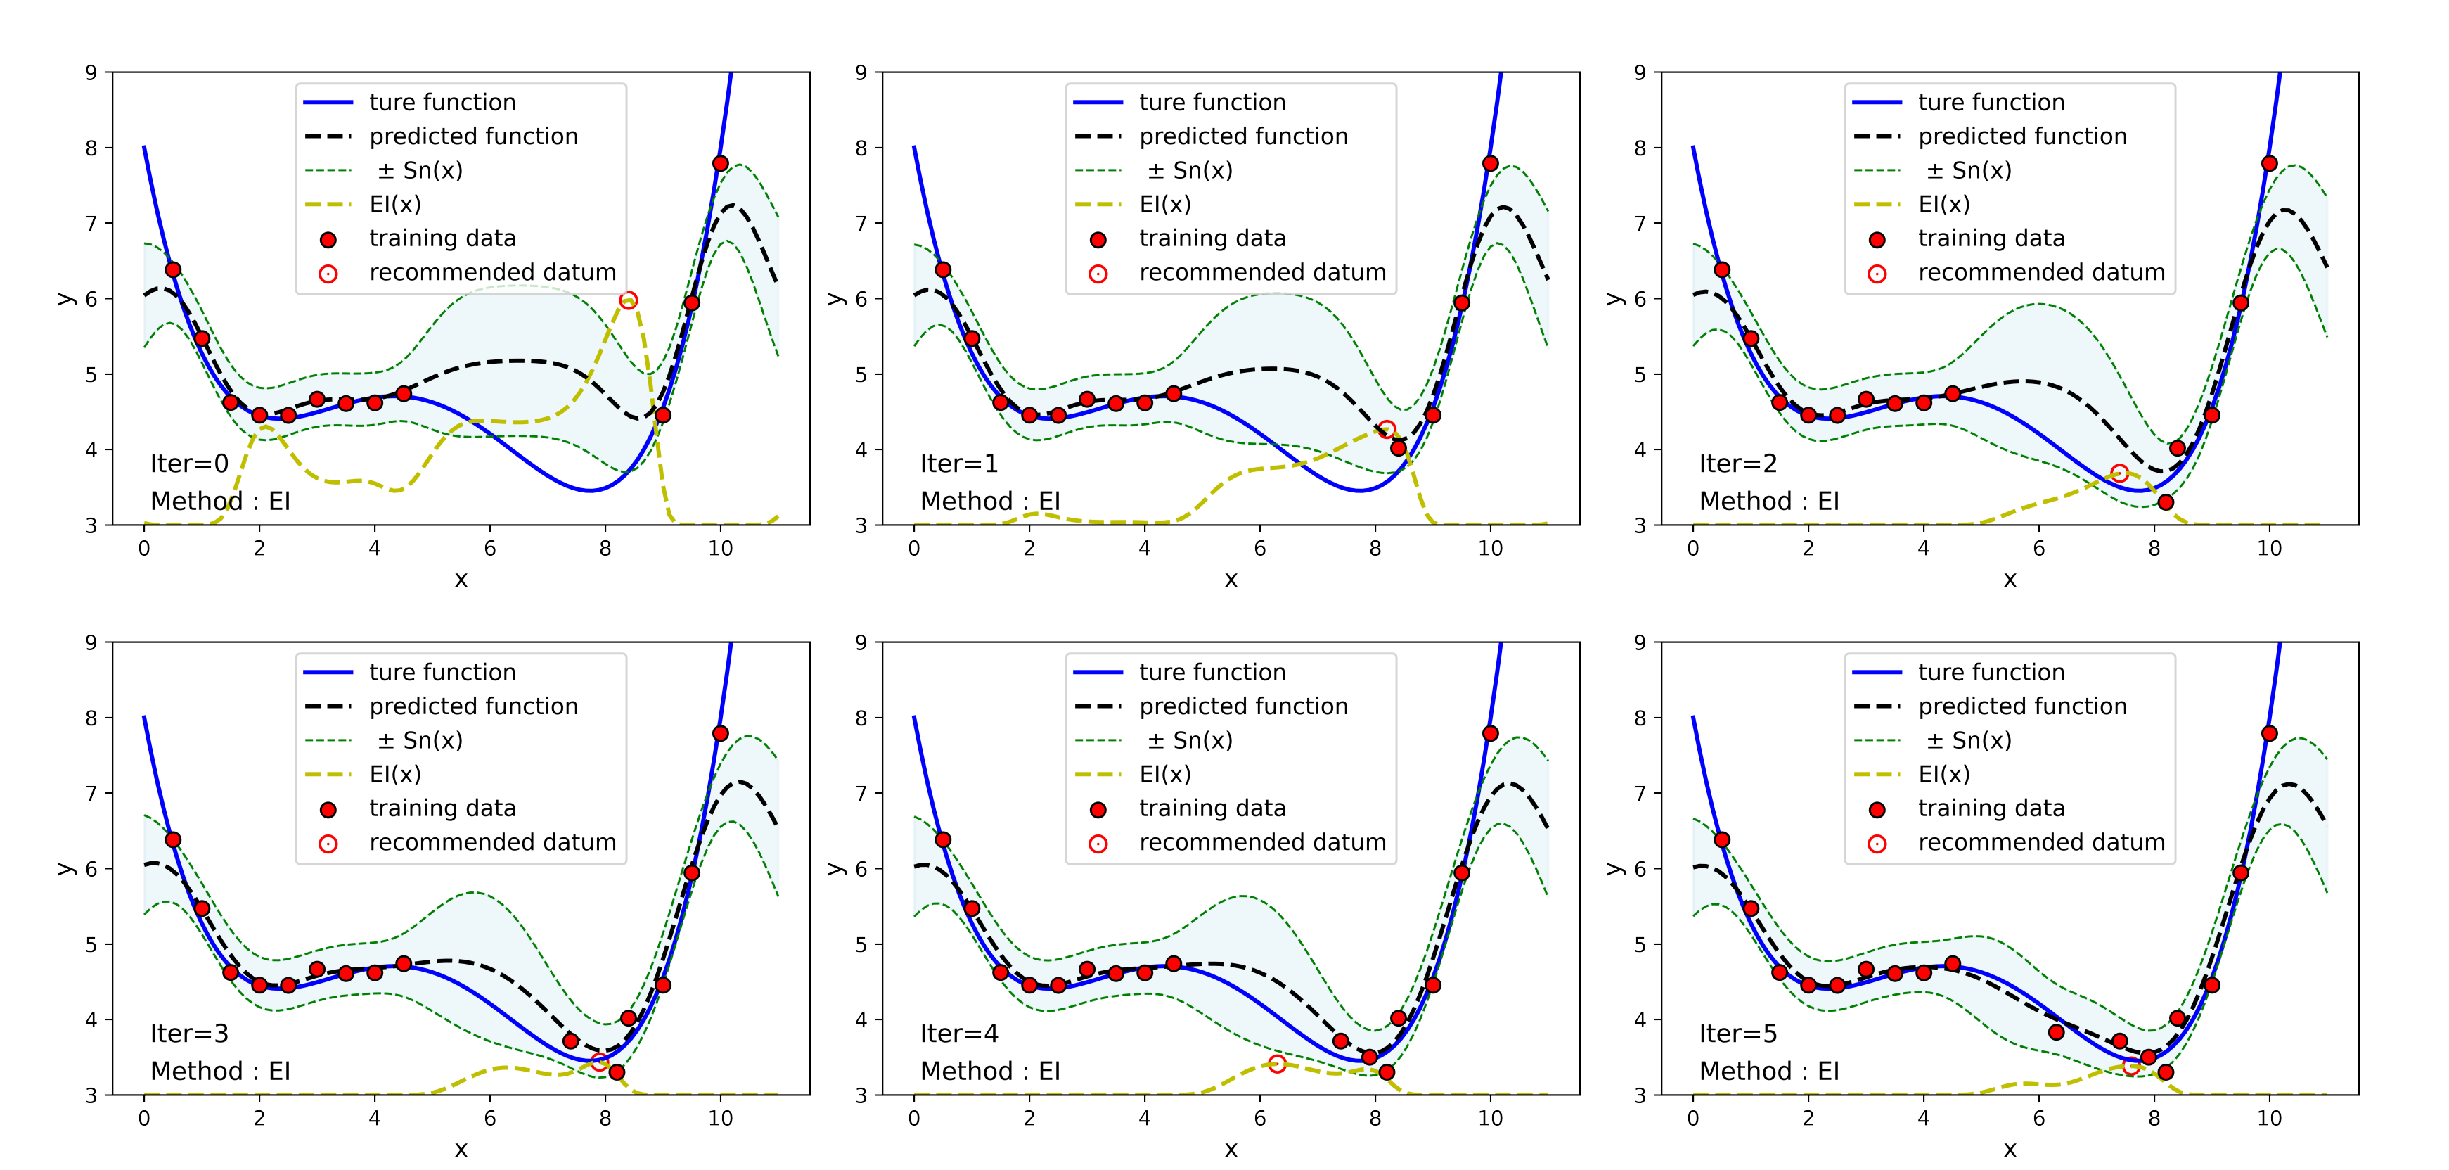 9
8
7
6
5
4
3
y
ture function
predicted function
± Sn(x)
EI(x)
training data
recommended datum
Iter=0
Method : EI
0 2 4 6 8 10
x
9
8
7
6
5
4
3
y
ture function
predicted function
± Sn(x)
EI(x)
training data
recommended datum
Iter=1
Method : EI
0 2 4 6 8 10
x
9
8
7
6
5
4
3
y
ture function
predicted function
± Sn(x)
EI(x)
training data
recommended datum
Iter=2
Method : EI
0 2 4 6 8 10
x
9
8
7
6
5
4
3
y
ture function
predicted function
± Sn(x)
EI(x)
training data
recommended datum
Iter=3
Method : EI
0 2 4 6 8 10
x
9
8
7
6
5
4
3
y
ture function
predicted function
± Sn(x)
EI(x)
training data
recommended datum
Iter=4
Method : EI
0 2 4 6 8 10
x
9
8
7
6
5
4
3
y
ture function
predicted function
± Sn(x)
EI(x)
training data
recommended datum
Iter=5
Method : EI
0 2 4 6 8 10
x